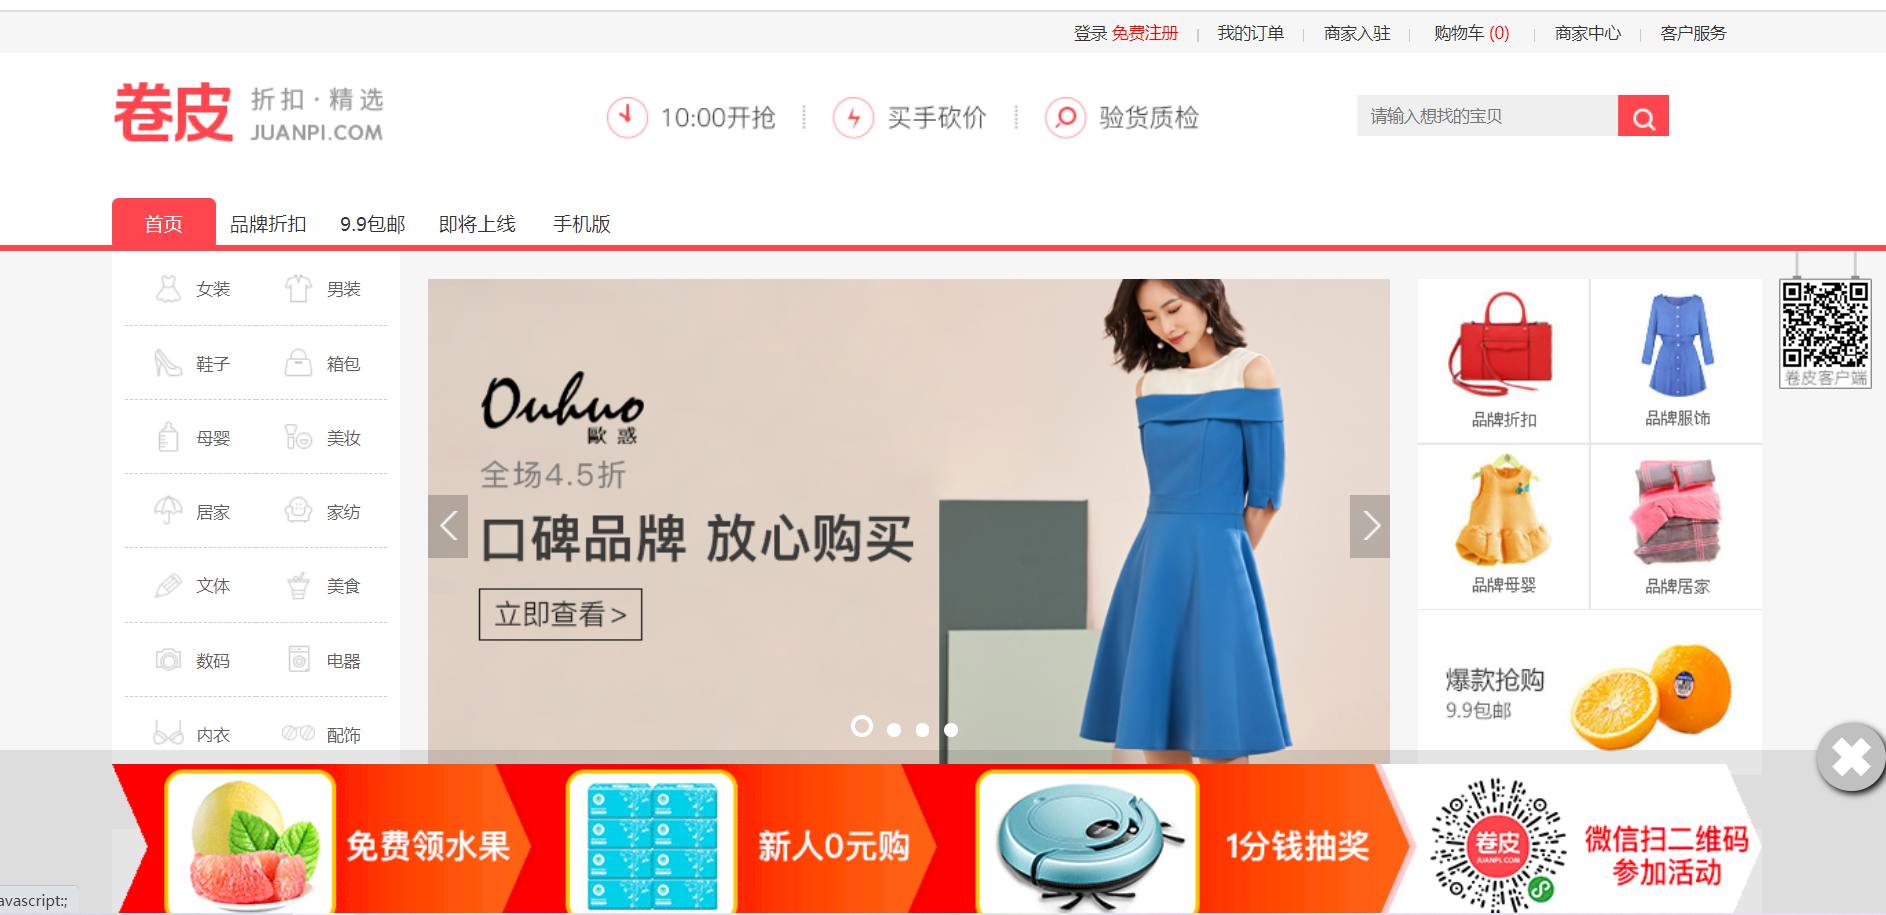 登录 免费注册 | 我的订单 | 商家入驻 | 购物车 (0) | 商家中心 | 客户服务
卷皮 折扣·精选
JUANPI.COM
10:00开抢 买手砍价 验货质检
请输入想找的宝贝
首页 品牌折扣 9.9包邮 即将上线 手机版
女装 男装
鞋子 箱包
母婴 美妆
居家 家纺
文体 美食
数码 电器
内衣 配饰
Ouhuo
歐惑
全场4.5折
口碑品牌 放心购买
立即查看>
品牌折扣 品牌服饰
品牌母婴 品牌居家
爆款抢购
9.9包邮
卷皮客户端
免费领水果
新人0元购
1分钱抽奖
卷皮
JUANPI.COM
微信扫二维码
参加活动
avascript:;